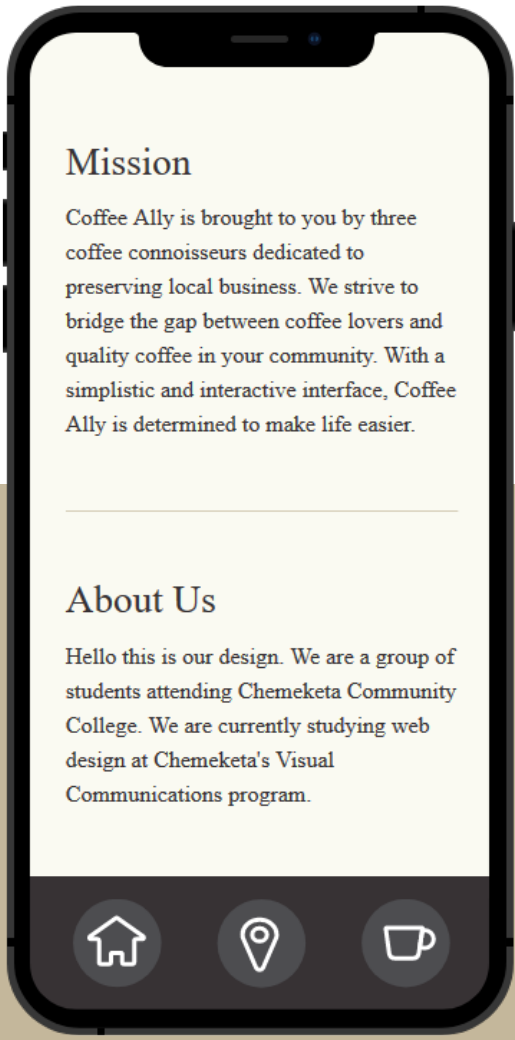 Mission
Coffee Ally is brought to you by three
coffee connoisseurs dedicated to
preserving local business. We strive to
bridge the gap between coffee lovers and
quality coffee in your community. With a
simplistic and interactive interface, Coffee
Ally is determined to make life easier.
About Us
Hello this is our design. We are a group of
students attending Chemeketa Community
College. We are currently studying web
design at Chemeketa's Visual
Communications program.